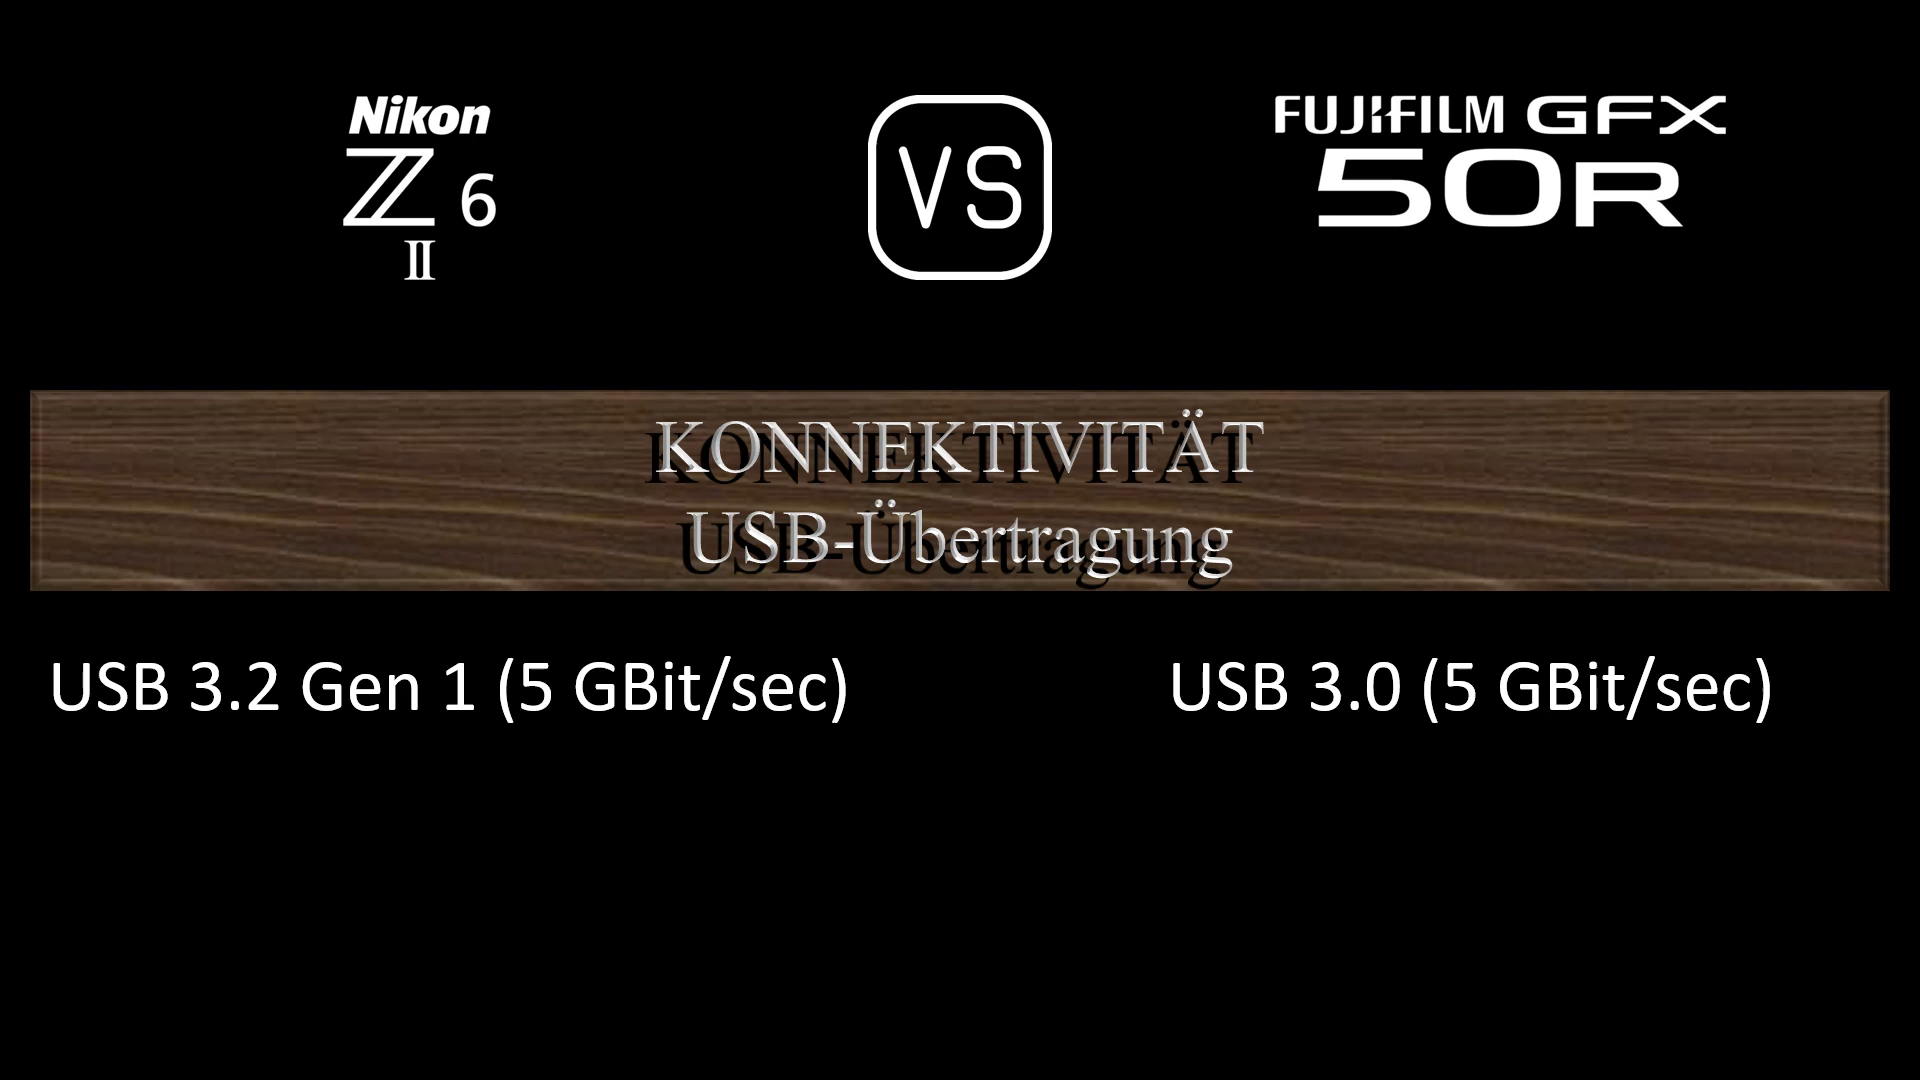 Nikon
Z 6
II
VS
FUJIFILM GFX
50R
KONNEKTIVITÄT
USB-Übertragung
USB 3.2 Gen 1 (5 GBit/sec)
USB 3.0 (5 GBit/sec)